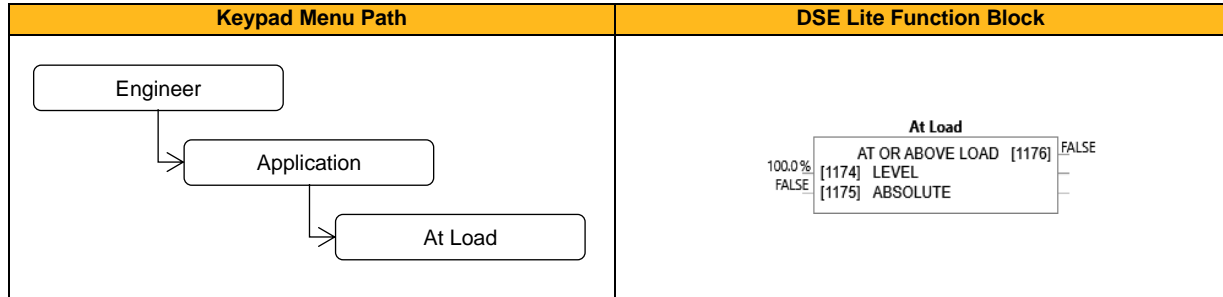 Keypad Menu Path
DSE Lite Function Block
Engineer
Application
At Load
At Load
AT OR ABOVE LOAD [1176] FALSE
100.0 % [1174] LEVEL
FALSE [1175] ABSOLUTE